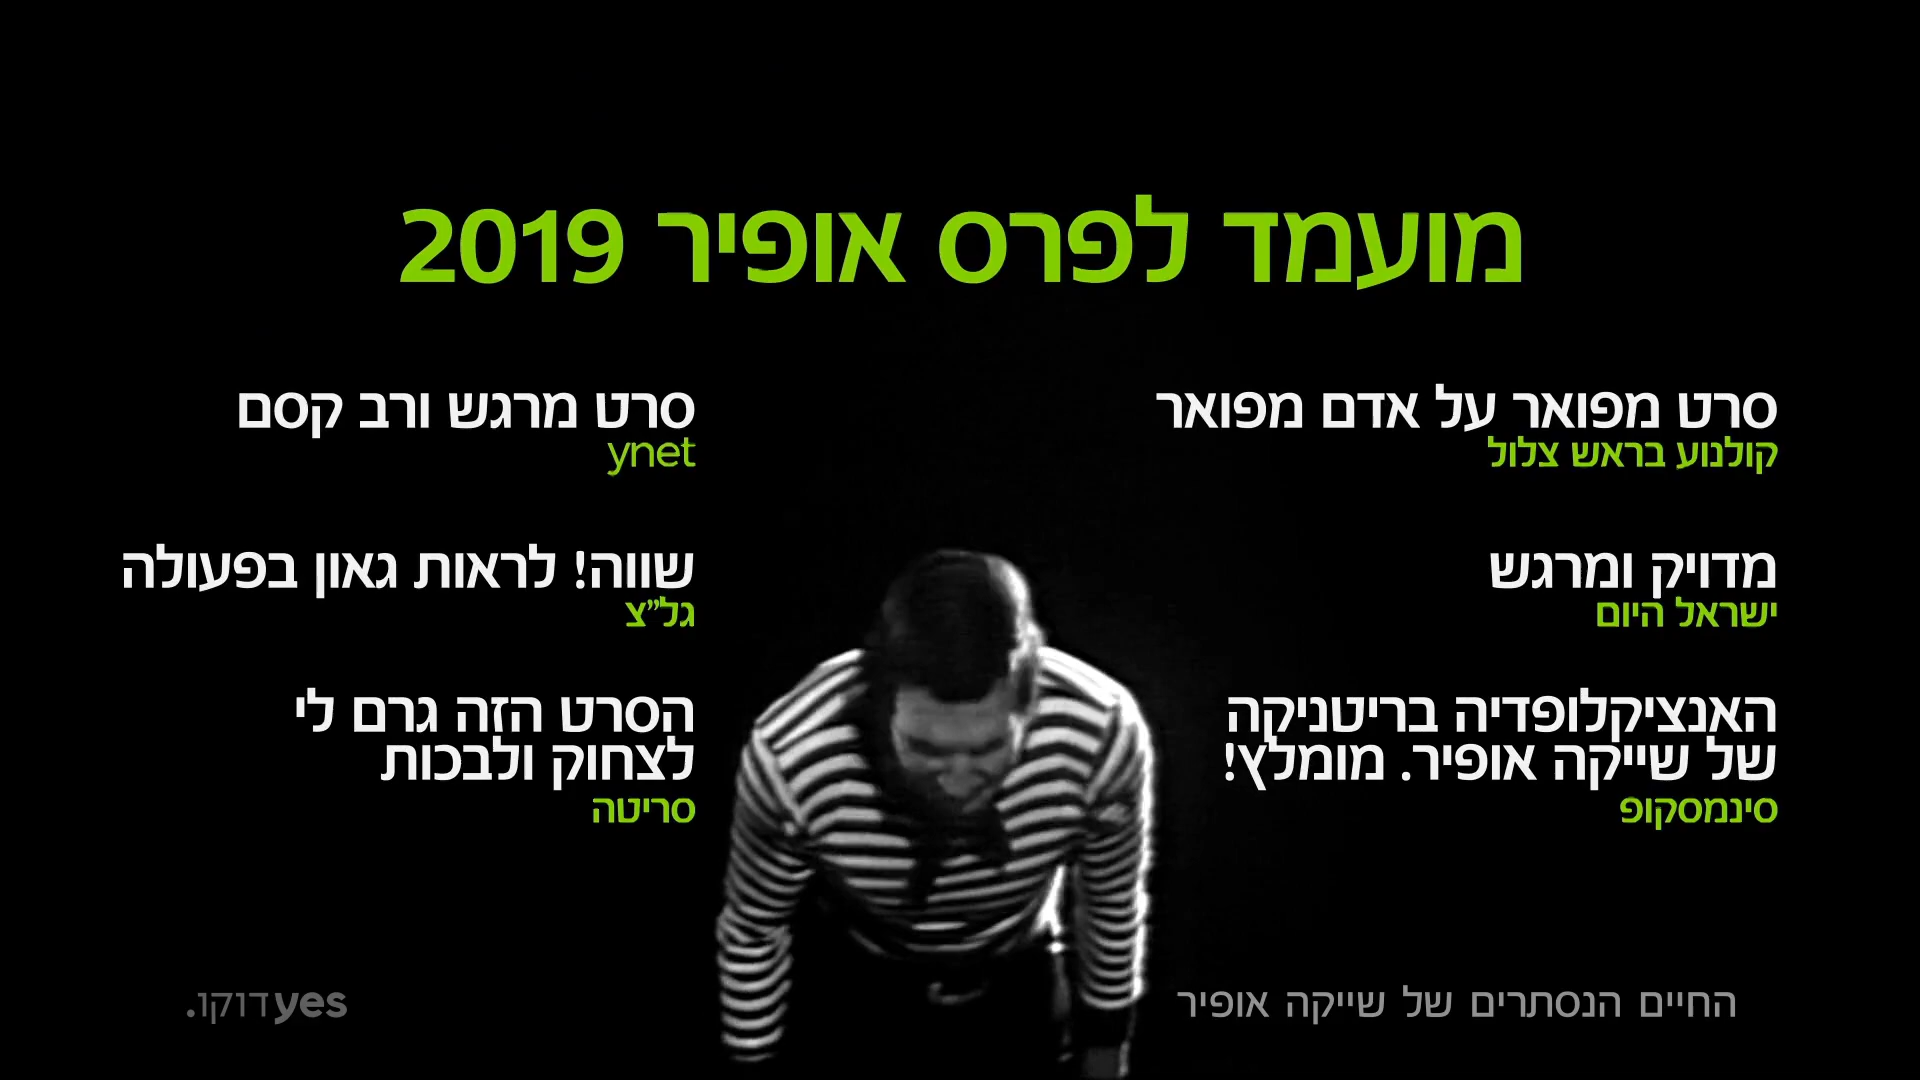 מועמד לפרס אופיר 2019
סרט מפואר על אדם מפואר
קולנוע בראש צלול
מדויק ומרגש
ישראל היום
האנציקלופדיה בריטניקה
של שייקה אופיר. מומלץ!
סינמסקופ
סרט מרגש ורב קסם
ynet
שווה! לראות גאון בפעולה
גל״צ
הסרט הזה גרם לי
לצחוק ולבכות
סריטה
החיים הנסתרים של שייקה אופיר
yesדוקו.